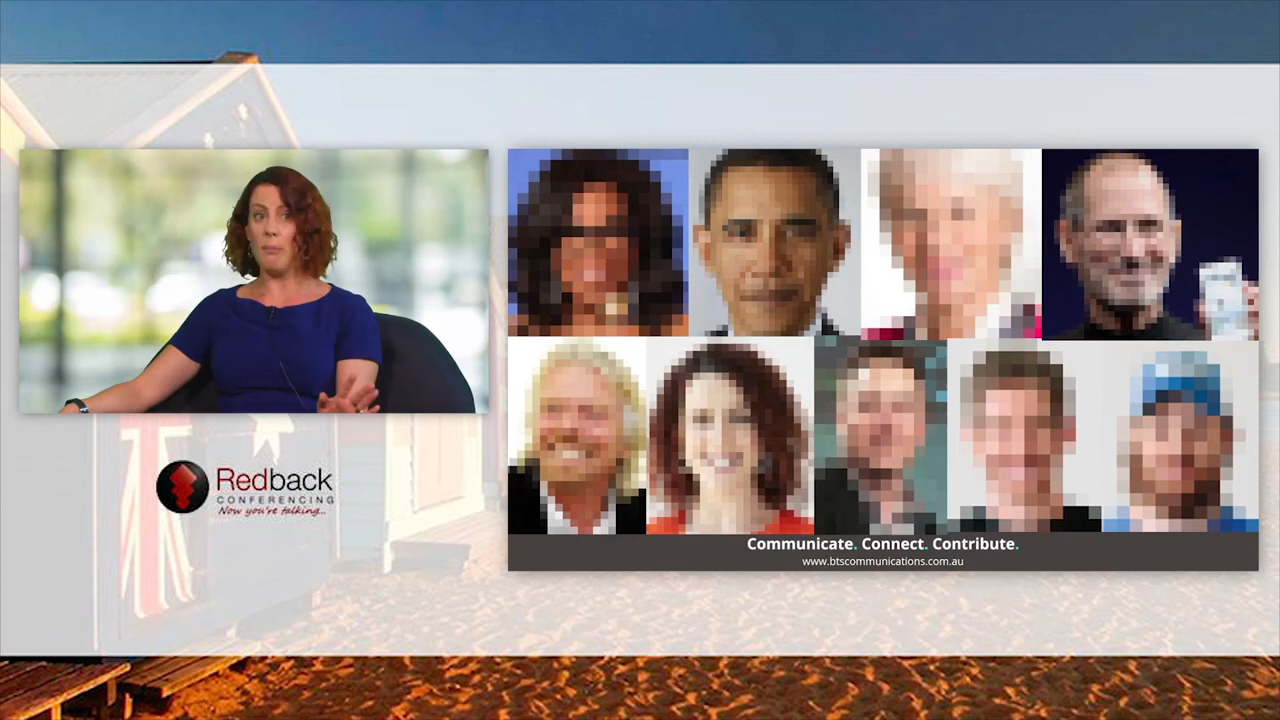 Redback
CONFERENCING
Now you're talking...
Communicate. Connect. Contribute.
www.btscommunications.com.au